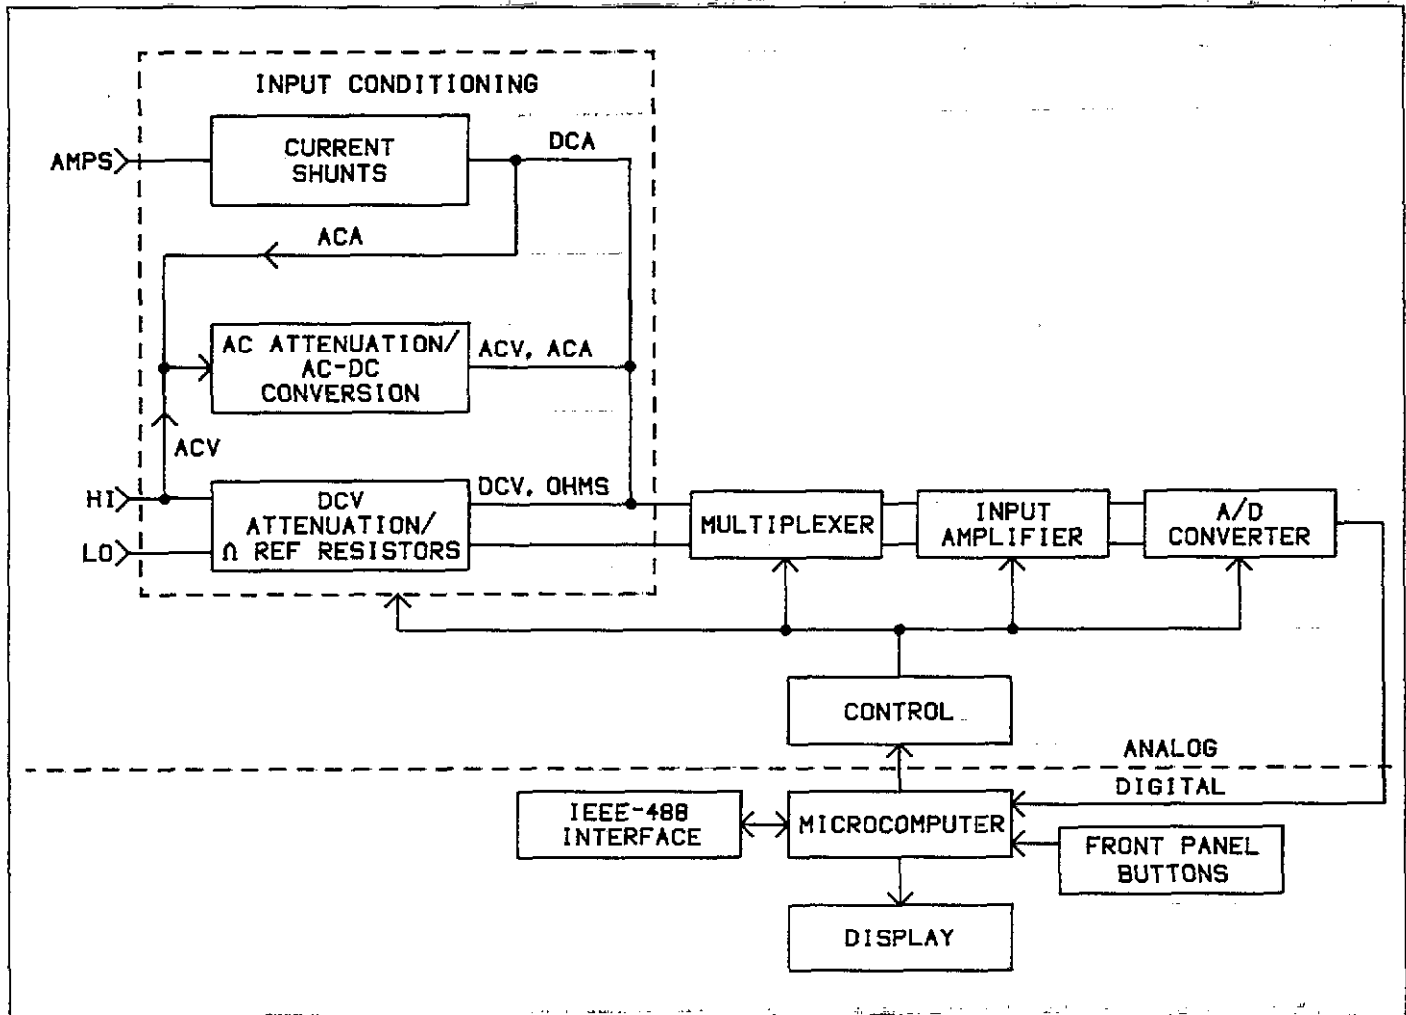 INPUT CONDITIONING
CURRENT
SHUNTS
DCA
AMPS
ACA
AC ATTENUATION/
AC-DC
CONVERSION
ACV, ACA
ACV
HI
LO
DCV
ATTENUATION/
Ω REF RESISTORS
DCV, OHMS
MULTIPLEXER
INPUT
AMPLIFIER
A/D
CONVERTER
CONTROL
ANALOG
DIGITAL
IEEE-488
INTERFACE
MICROCOMPUTER
FRONT PANEL
BUTTONS
DISPLAY